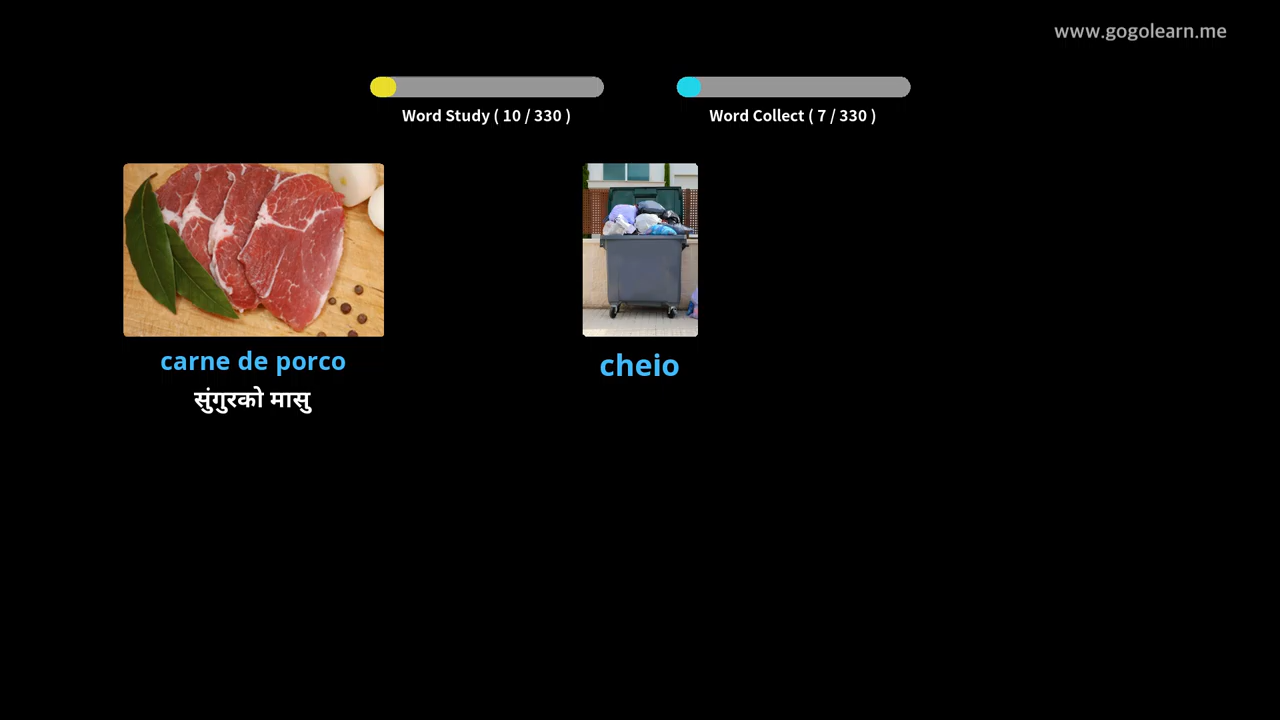 www.gogolearn.me
Word Study ( 10 / 330 )
Word Collect ( 7 / 330 )
carne de porco
सुंगुरको मासु
cheio